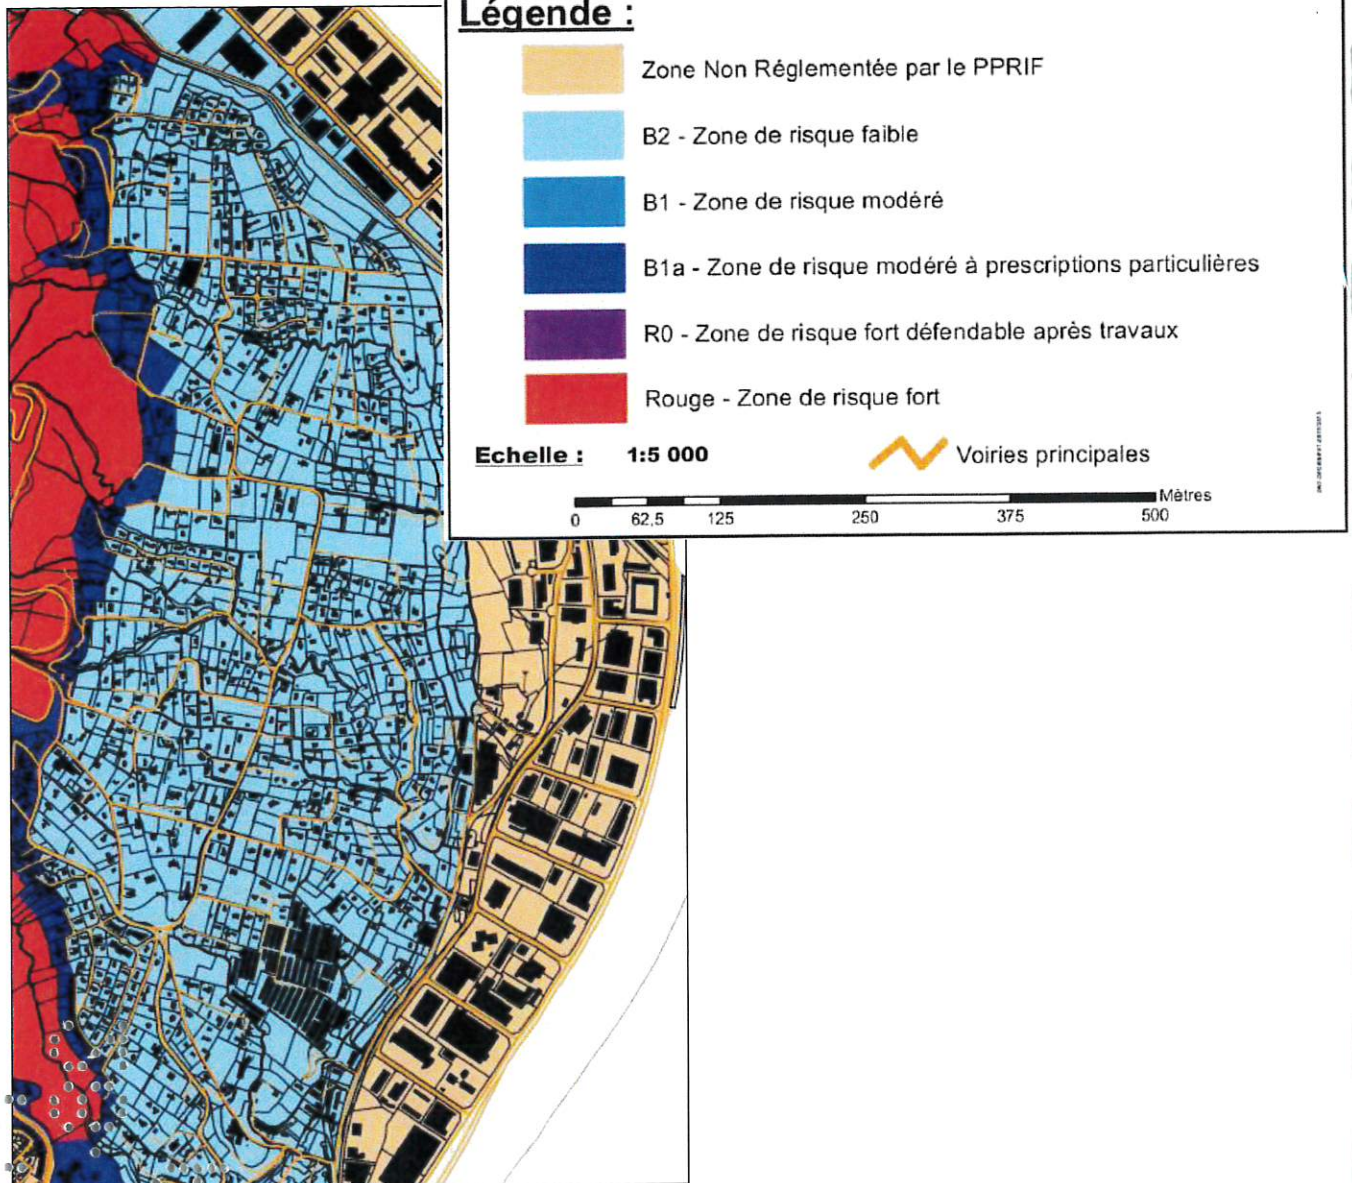 Légende :
Zone Non Réglementée par le PPRIF
B2 - Zone de risque faible
B1 - Zone de risque modéré
B1a - Zone de risque modéré à prescriptions particulières
R0 - Zone de risque fort défendable après travaux
Rouge - Zone de risque fort
Echelle : 1:5 000 Voiries principales
Mètres
0 62,5 125 250 375 500